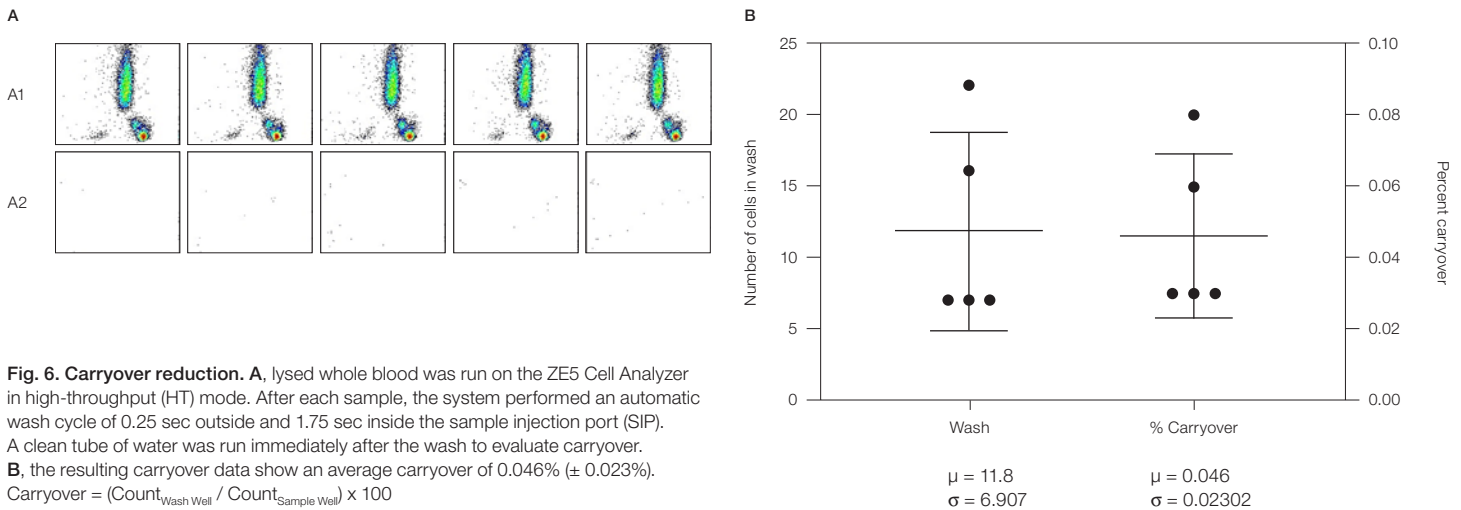 A
A1
A2
Fig. 6. Carryover reduction. A, lysed whole blood was run on the ZE5 Cell Analyzer
in high-throughput (HT) mode. After each sample, the system performed an automatic
wash cycle of 0.25 sec outside and 1.75 sec inside the sample injection port (SIP).
A clean tube of water was run immediately after the wash to evaluate carryover.
B, the resulting carryover data show an average carryover of 0.046% (± 0.023%).
Carryover = (Count Wash Well / Count Sample Well) x 100
B
Number of cells in wash
25
20
15
10
5
0
0.10
0.08
0.06
0.04
0.02
0.00
Percent carryover
Wash
% Carryover
μ = 11.8
σ = 6.907
μ = 0.046
σ = 0.02302